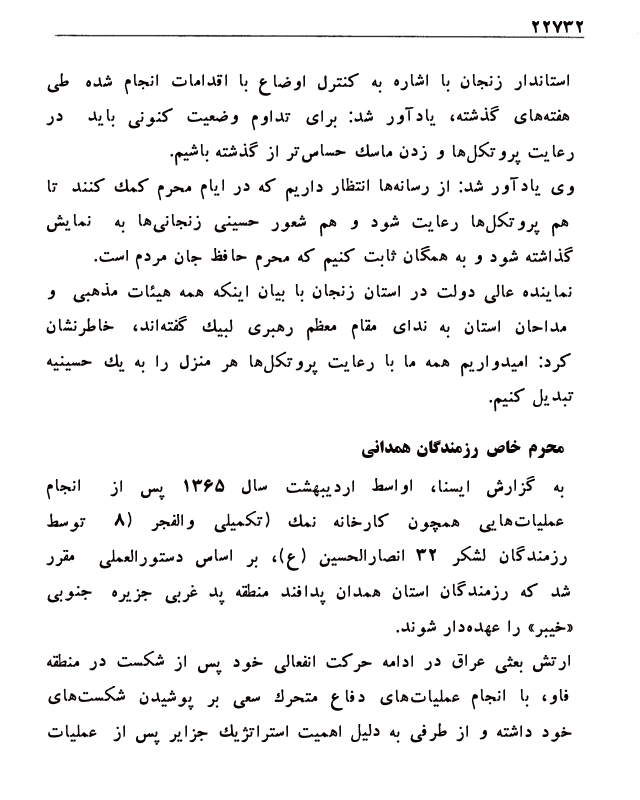 ۲۲۷۳۲
استاندار زنجان با اشاره به کنترل اوضاع با اقدامات انجام شده طی
هفته‌های گذشته، یادآور شد: برای تداوم وضعیت کنونی باید در
رعایت پروتکل‌ها و زدن ماسك حساس‌تر از گذشته باشیم.
وی یادآور شد: از رسانه‌ها انتظار داریم که در ایام محرم کمك کنند تا
هم پروتکل‌ها رعایت شود و هم شعور حسینی زنجانی‌ها به نمایش
گذاشته شود و به همگان ثابت کنیم که محرم حافظ جان مردم است.
نماینده عالی دولت در استان زنجان با بیان اینکه همه هیئات مذهبی و
مداحان استان به ندای مقام معظم رهبری لبیك گفته‌اند، خاطرنشان
کرد: امیدواریم همه ما با رعایت پروتکل‌ها هر منزل را به یك حسینیه
تبدیل کنیم.
محرم خاص رزمندگان همدانی
به گزارش ایسنا، اواسط اردیبهشت سال ۱۳۶۵ پس از انجام
عملیات‌هایی همچون کارخانه نمك (تکمیلی والفجر (۸ توسط
رزمندگان لشکر ۳۲ انصارالحسین (ع)، بر اساس دستورالعملی مقرر
شد که رزمندگان استان همدان پدافند منطقه پد غربی جزیره جنوبی
«خیبر» را عهده‌دار شوند.
ارتش بعثی عراق در ادامه حرکت انفعالی خود پس از شکست در منطقه
فاو، با انجام عملیات‌های دفاع متحرك سعی بر پوشیدن شکست‌های
خود داشته و از طرفی به دلیل اهمیت استراتژیك جزایر پس از عملیات